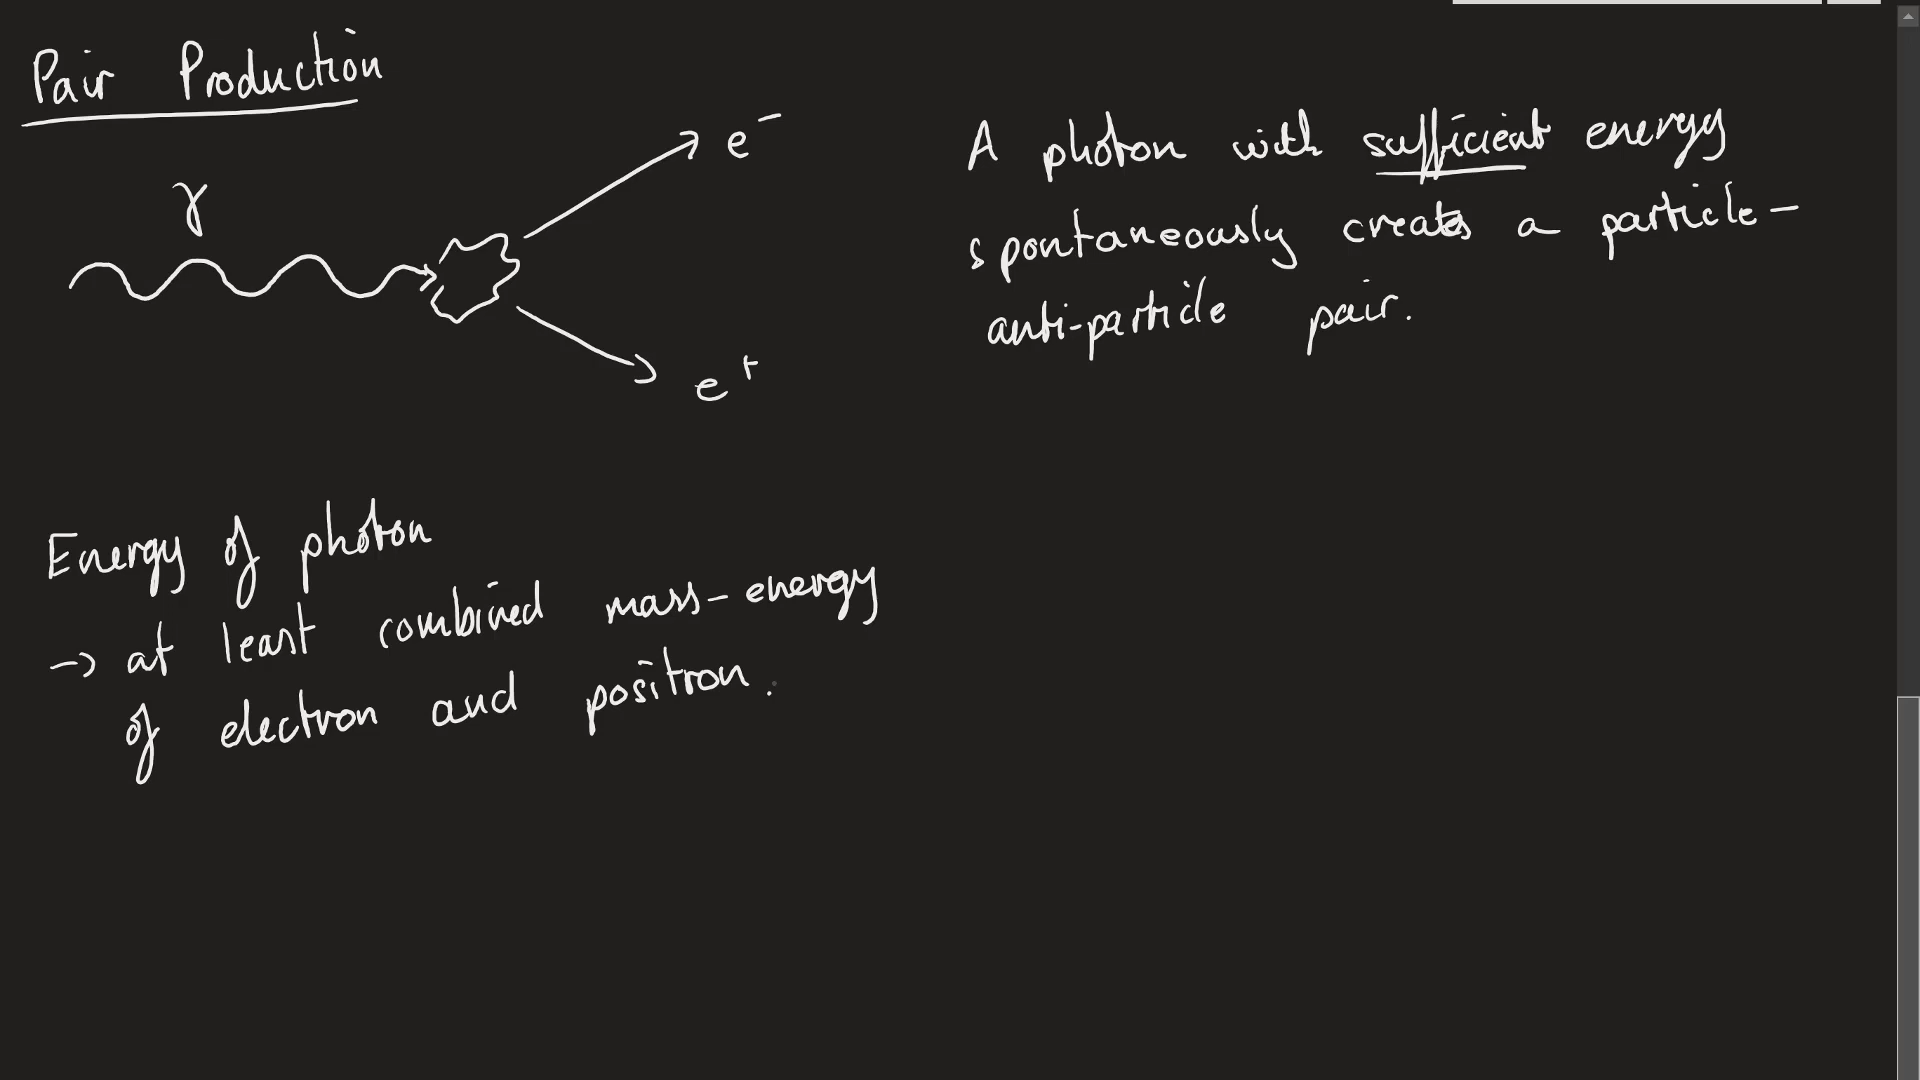 Pair Production
γ
e⁻
e⁺
A photon with sufficient energy
spontaneously creates a particle-
anti-particle pair.
Energy of photon
→ at least combined mass-energy
of electron and positron.